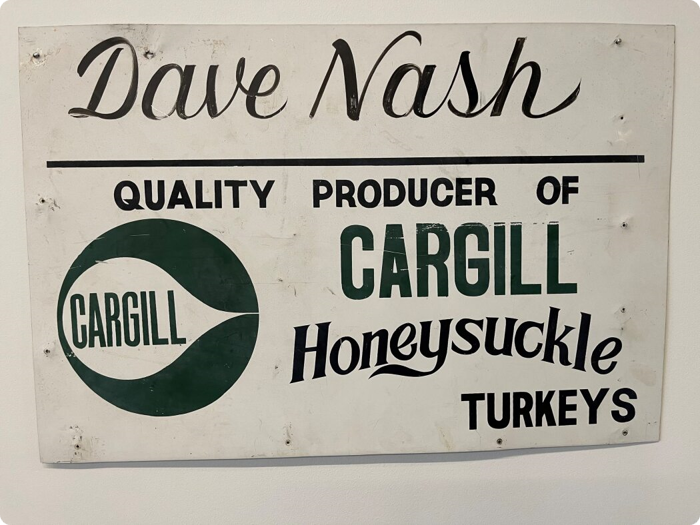 Dave Nash
QUALITY PRODUCER OF
CARGILL
CARGILL
Honeysuckle
TURKEYS